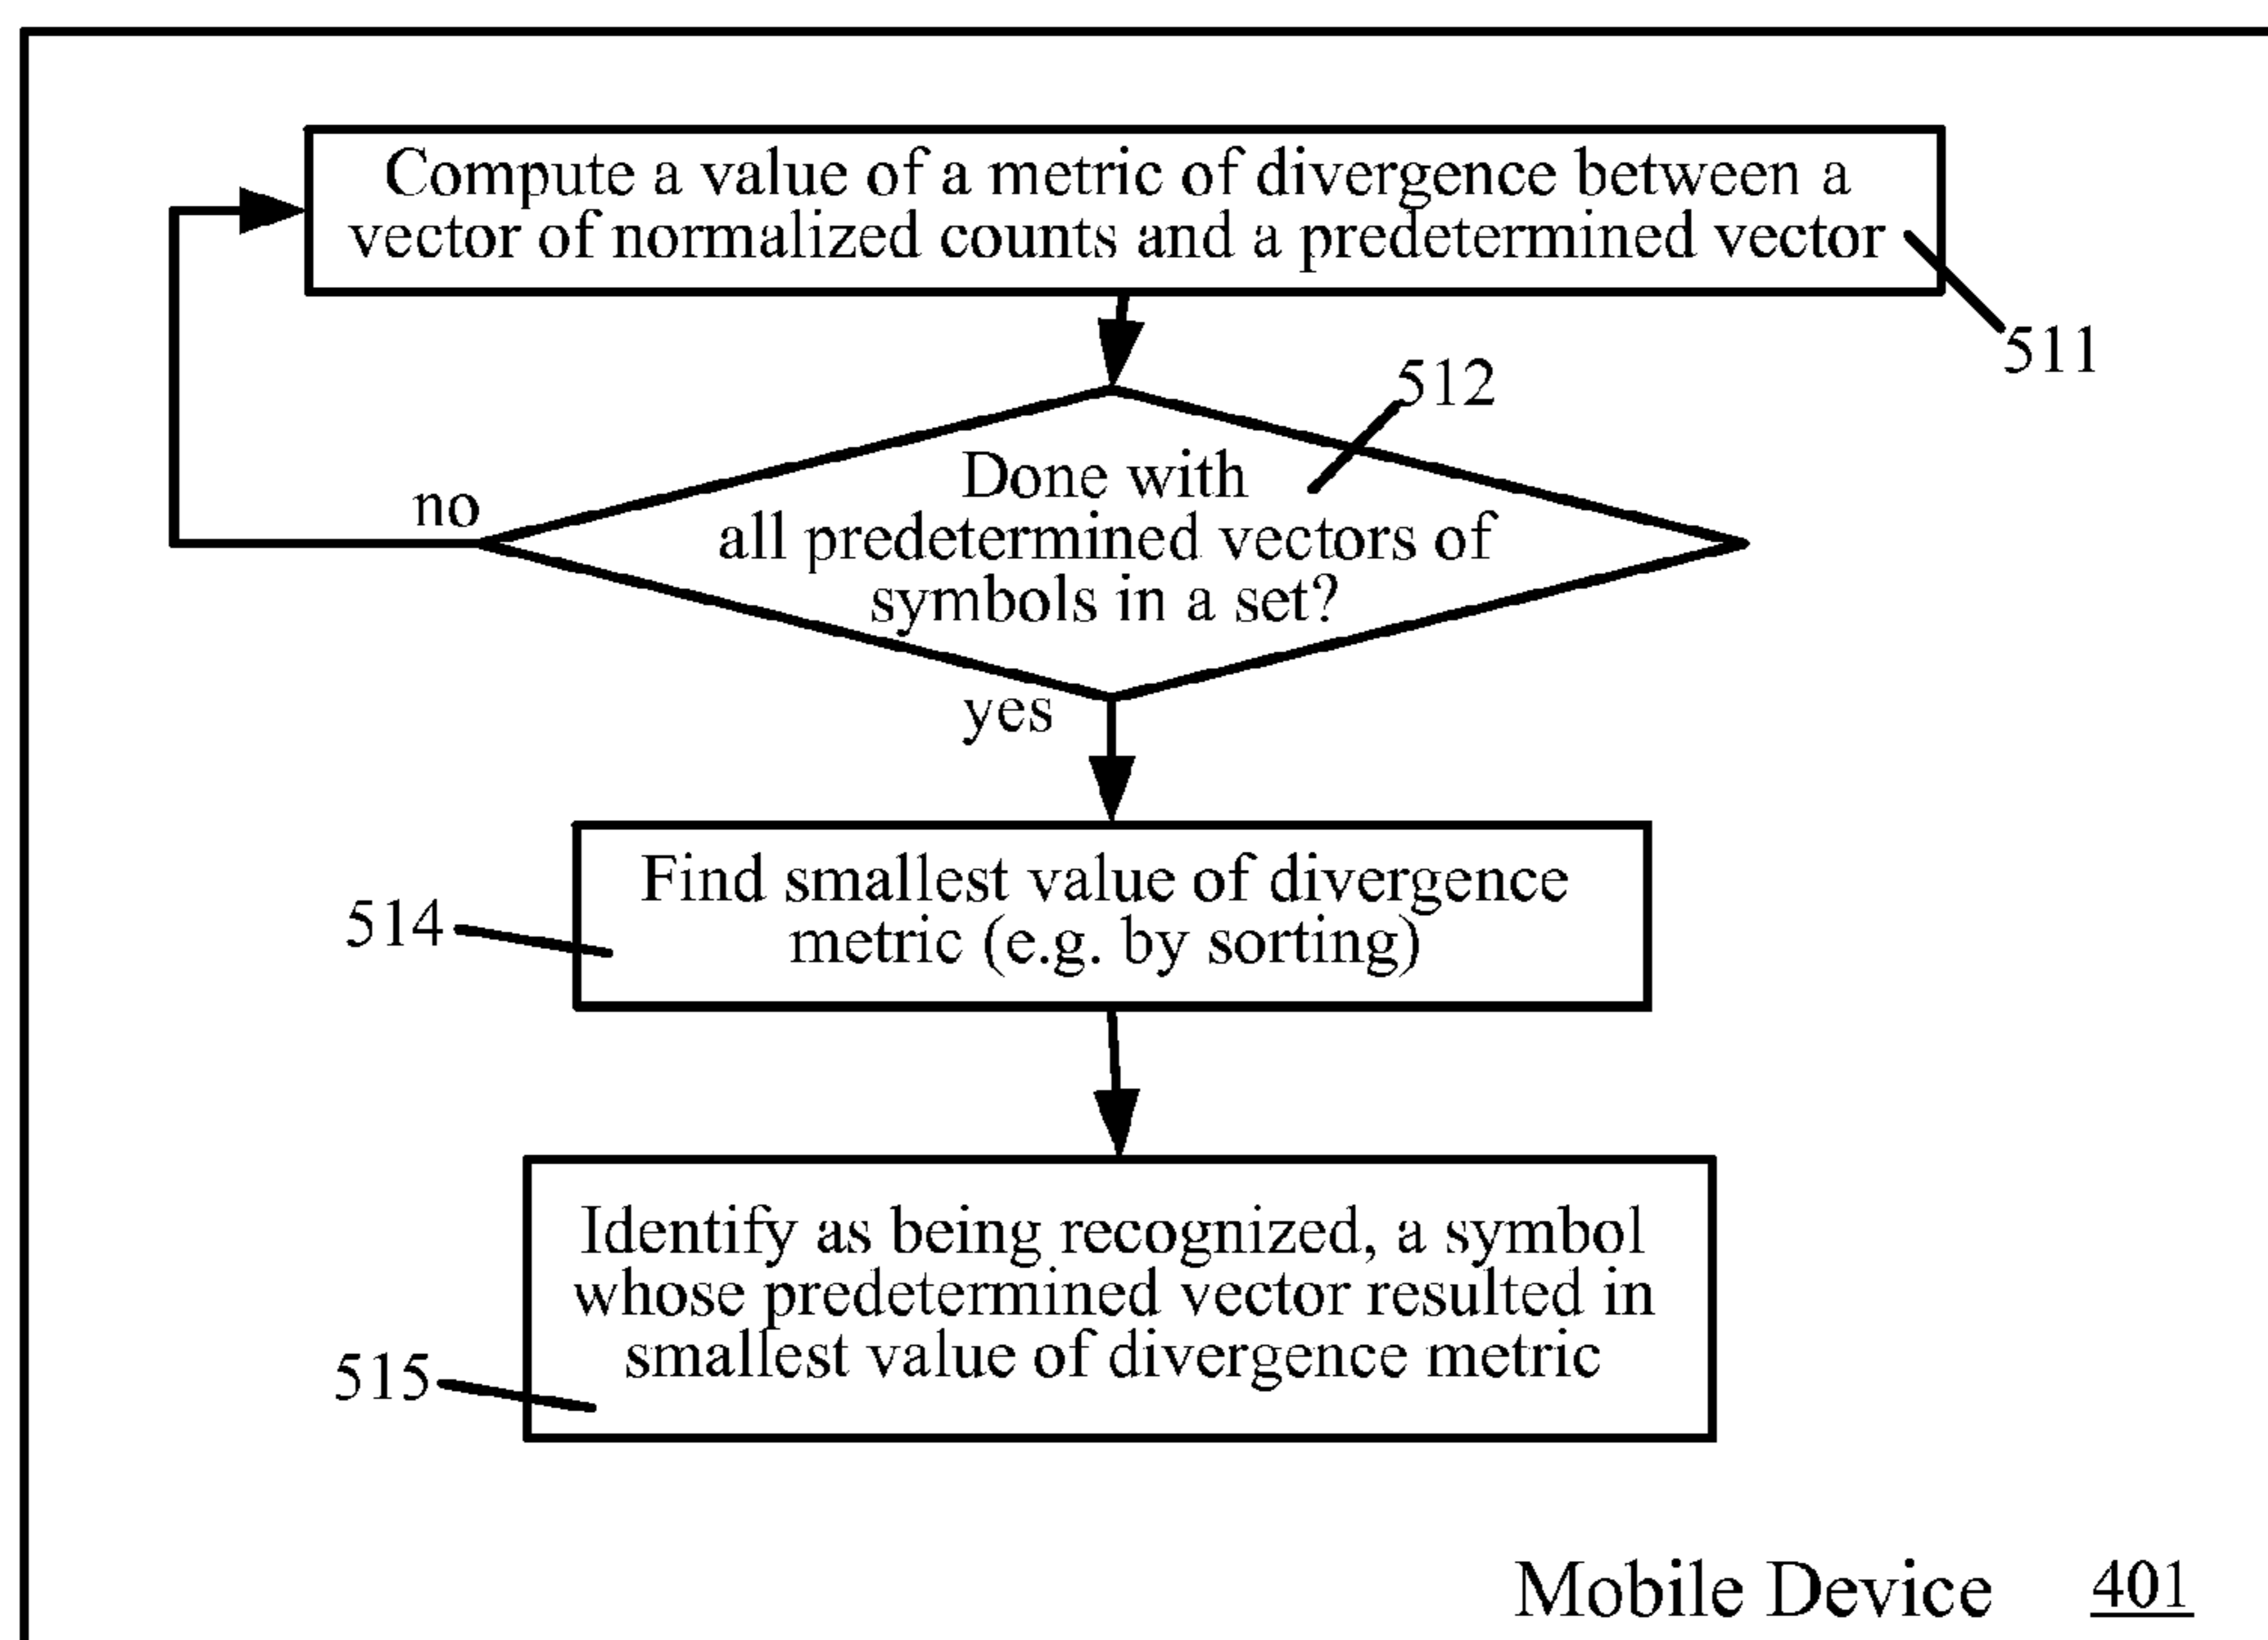 Compute a value of a metric of divergence between a
vector of normalized counts and a predetermined vector
511
512
Done with
all predetermined vectors of
symbols in a set?
no
yes
Find smallest value of divergence
metric (e.g. by sorting)
514
Identify as being recognized, a symbol
whose predetermined vector resulted in
smallest value of divergence metric
515
Mobile Device 401